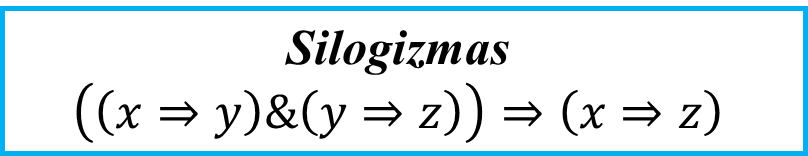 Silogizmas
((x ⇒ y)&(y ⇒ z)) ⇒ (x ⇒ z)